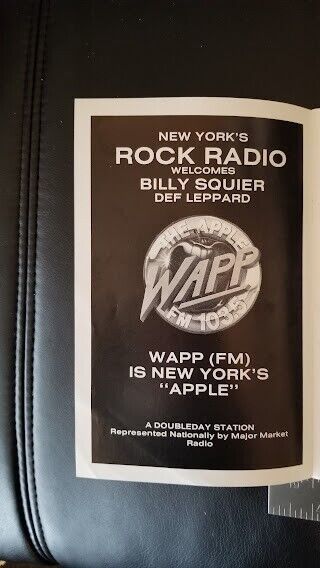 NEW YORK'S
ROCK RADIO
WELCOMES
BILLY SQUIER
DEF LEPPARD
THE APPLE
WAPP
FM 103.5
WAPP (FM)
IS NEW YORK'S
"APPLE"
A DOUBLEDAY STATION
Represented Nationally by Major Market
Radio